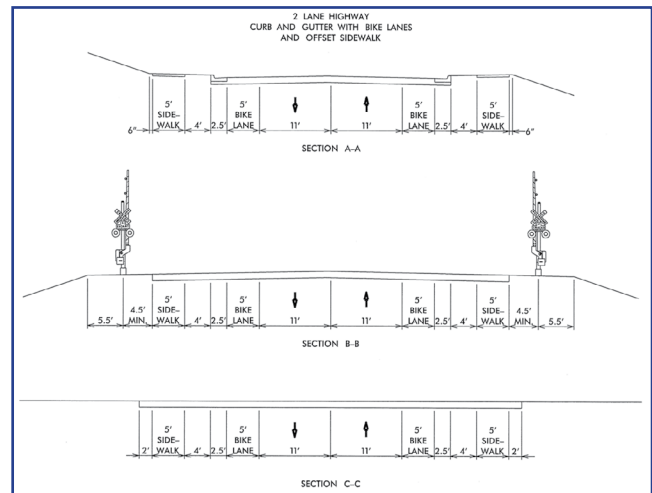 2 LANE HIGHWAY
CURB AND GUTTER WITH BIKE LANES
AND OFFSET SIDEWALK
5' 5' 5' 5'
SIDE- BIKE BIKE SIDE-
6" WALK 4' 2.5' LANE 11' 11' LANE 2.5' 4' WALK 6"
SECTION A-A
5' 5' 5' 5'
4.5' SIDE- BIKE BIKE SIDE- 4.5'
5.5' MIN. WALK 4' 2.5' LANE 11' 11' LANE 2.5' 4' WALK MIN. 5.5'
SECTION B-B
5' 5' 5' 5'
SIDE- BIKE BIKE SIDE-
2' WALK 4' 2.5' LANE 11' 11' LANE 2.5' 4' WALK 2'
SECTION C-C